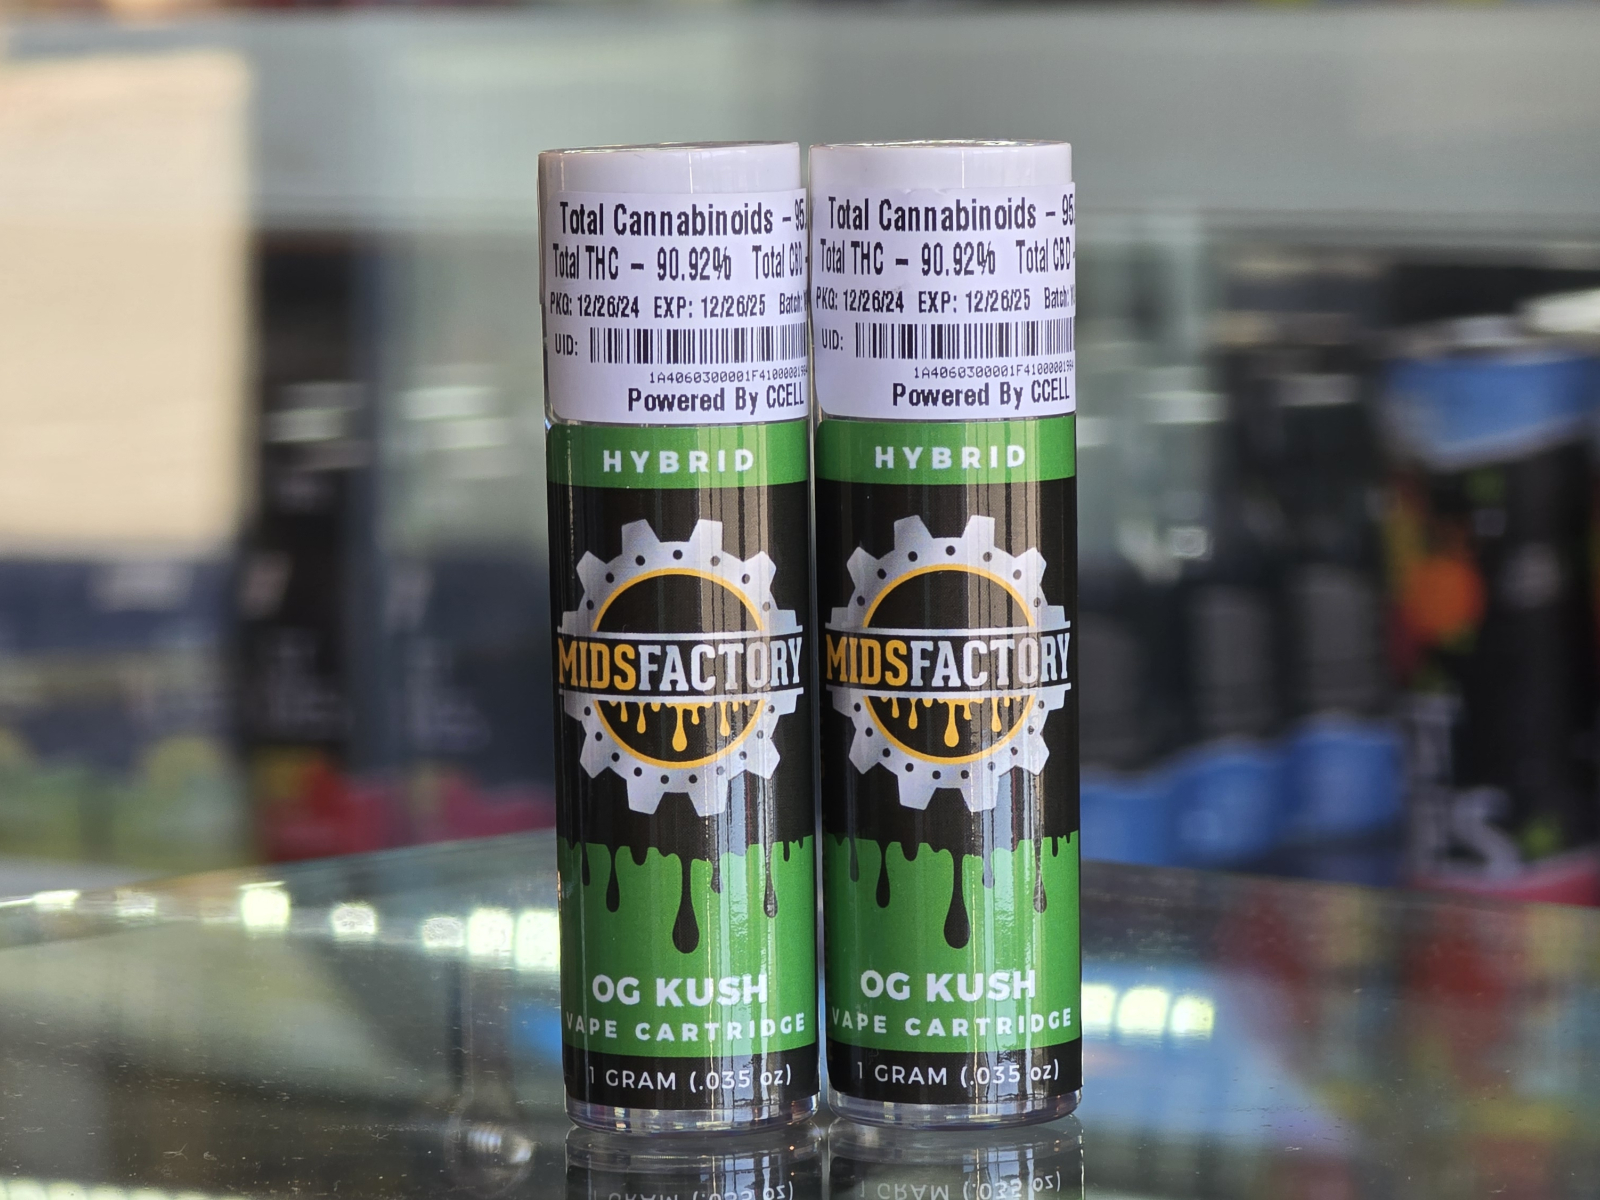 Total Cannabinoids - 95.
Total THC - 90.92% Total CBD -
PKG: 12/26/24 EXP: 12/26/25 Batch:
UID:
1A4060300001F4100000
Powered By CCELL
HYBRID
MIDSFACTORY
OG KUSH
VAPE CARTRIDGE
1 GRAM (.035 oz)
Total Cannabinoids - 95.
Total THC - 90.92% Total CBD -
PKG: 12/26/24 EXP: 12/26/25 Batch:
UID:
1A4060300001F4100000
Powered By CCELL
HYBRID
MIDSFACTORY
OG KUSH
VAPE CARTRIDGE
1 GRAM (.035 oz)